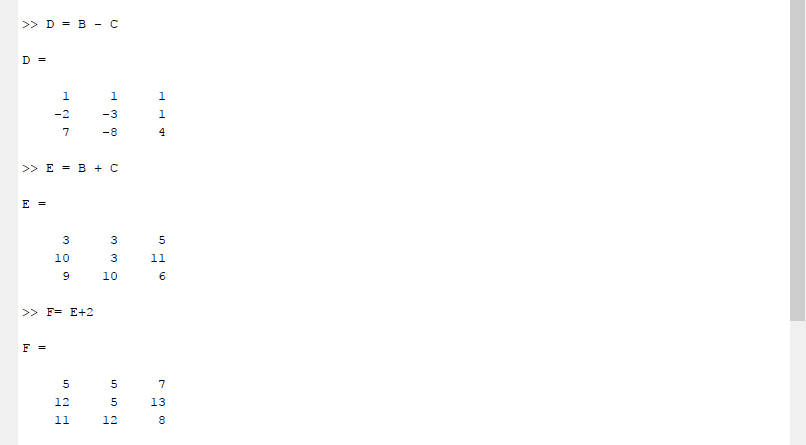 >> D = B - C
D =
1 1 1
-2 -3 1
7 -8 4
>> E = B + C
E =
3 3 5
10 3 11
9 10 6
>> F= E+2
F =
5 5 7
12 5 13
11 12 8